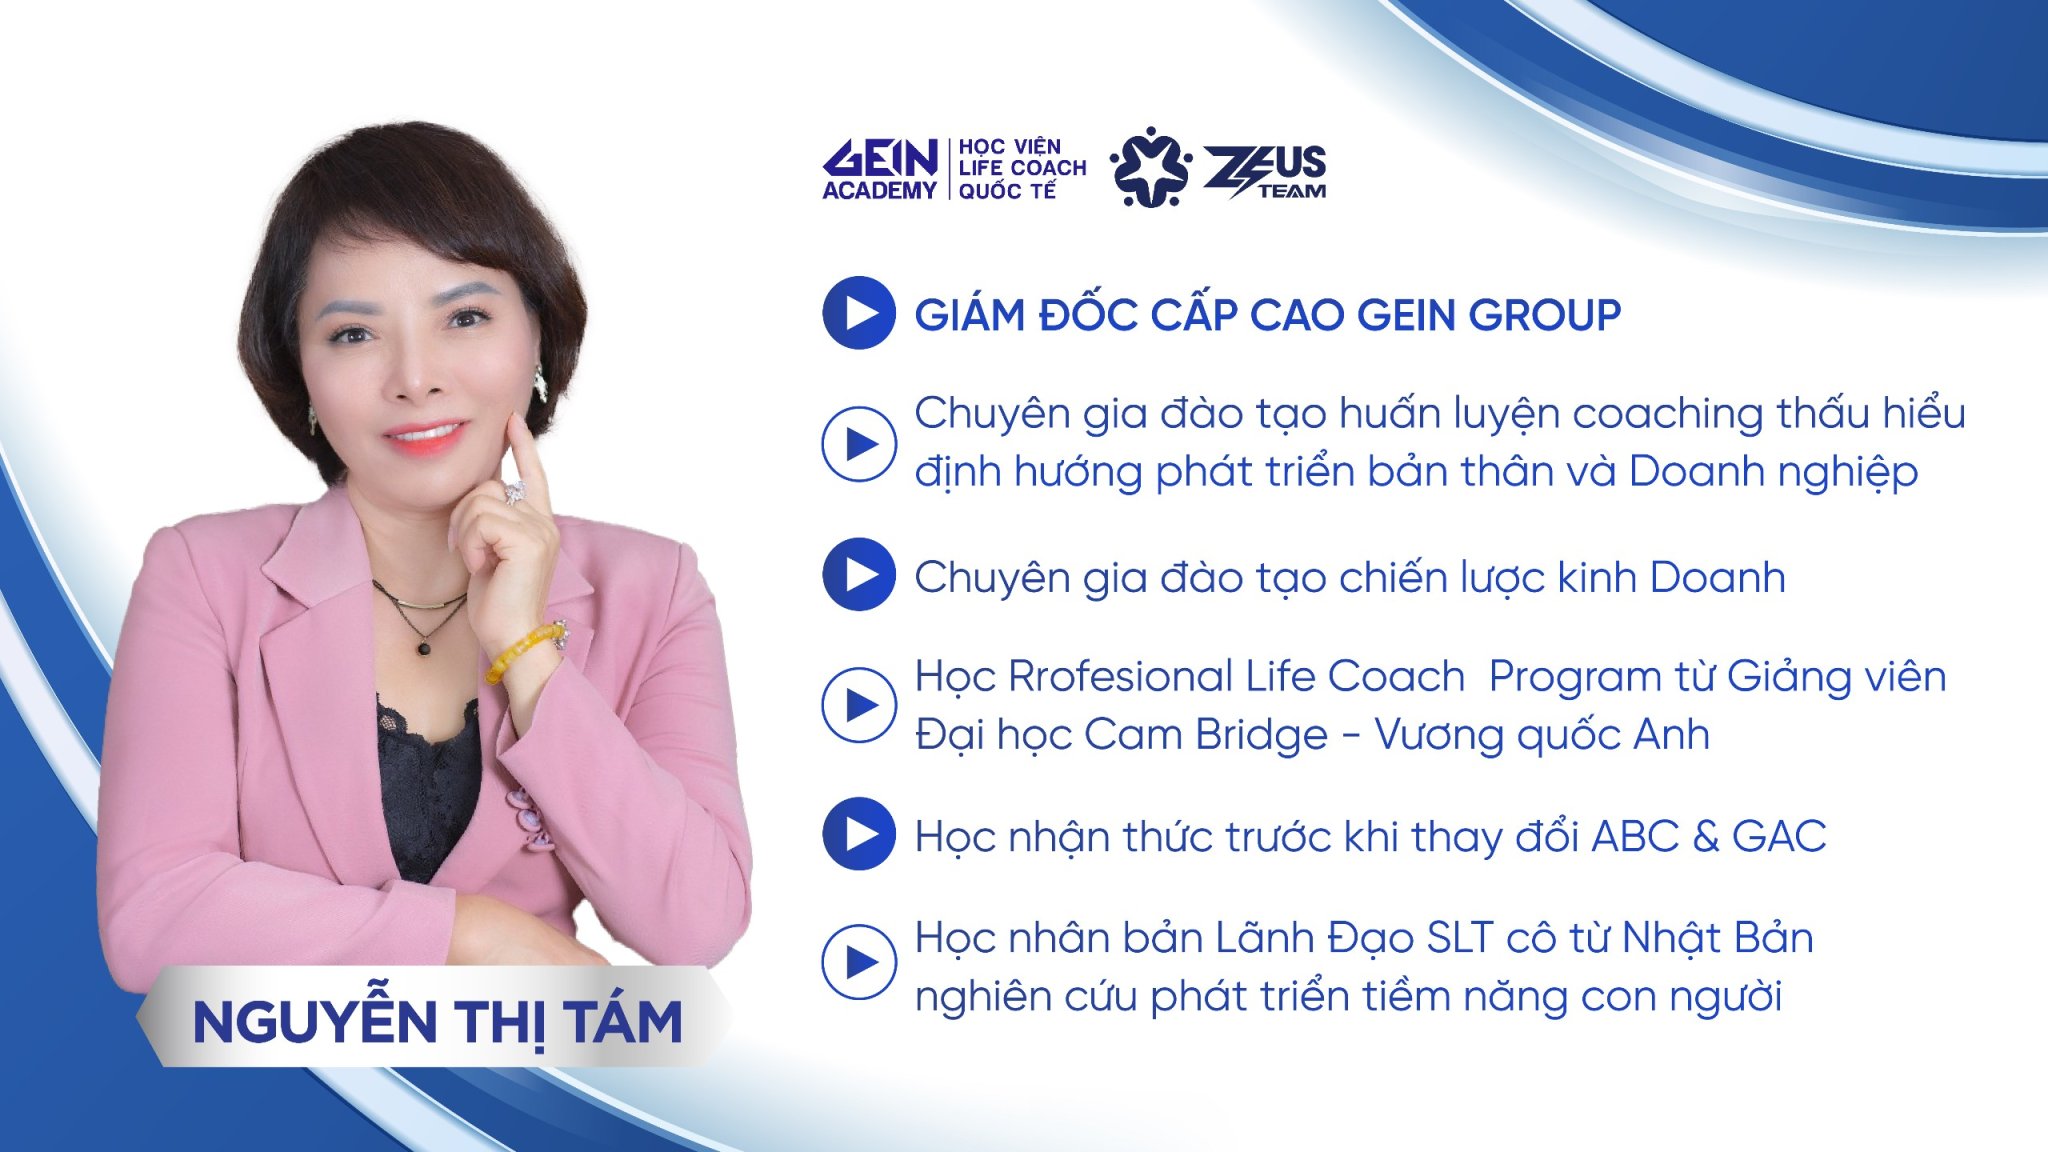 GEIN
ACADEMY
HỌC VIỆN
LIFE COACH
QUỐC TẾ
ZEUS
TEAM
GIÁM ĐỐC CẤP CAO GEIN GROUP
Chuyên gia đào tạo huấn luyện coaching thấu hiểu
định hướng phát triển bản thân và Doanh nghiệp
Chuyên gia đào tạo chiến lược kinh Doanh
Học Rrofesional Life Coach Program từ Giảng viên
Đại học Cam Bridge - Vương quốc Anh
Học nhận thức trước khi thay đổi ABC & GAC
Học nhân bản Lãnh Đạo SLT cô từ Nhật Bản
nghiên cứu phát triển tiềm năng con người
NGUYỄN THỊ TÁM